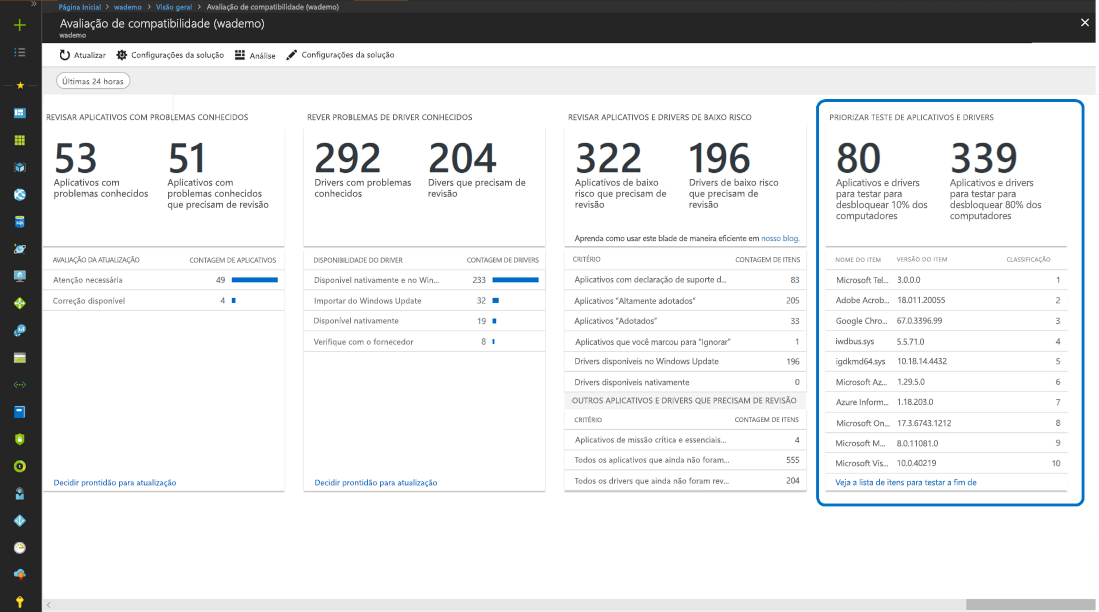 Página Inicial > wademo > Visão geral > Avaliação de compatibilidade (wademo)
Avaliação de compatibilidade (wademo)
wademo
Atualizar Configurações da solução Análise Configurações da solução
Últimas 24 horas
REVISAR APLICATIVOS COM PROBLEMAS CONHECIDOS
53
Aplicativos com
problemas conhecidos
51
Aplicativos com
problemas conhecidos
que precisam de revisão
AVALIAÇÃO DA ATUALIZAÇÃO CONTAGEM DE APLICATIVOS
Atenção necessária 49
Correção disponível 4
Decidir prontidão para atualização
REVER PROBLEMAS DE DRIVER CONHECIDOS
292
Drivers com problemas
conhecidos
204
Divers que precisam de
revisão
DISPONIBILIDADE DO DRIVER CONTAGEM DE DRIVERS
Disponível nativamente e no Win... 233
Importar do Windows Update 32
Disponível nativamente 19
Verifique com o fornecedor 8
Decidir prontidão para atualização
REVISAR APLICATIVOS E DRIVERS DE BAIXO RISCO
322
Aplicativos de baixo
risco que precisam de
revisão
196
Drivers de baixo risco
que precisam de
revisão
Aprenda como usar este blade de maneira eficiente em nosso blog.
CRITÉRIO CONTAGEM DE ITENS
Aplicativos com declaração de suporte d... 83
Aplicativos "Altamente adotados" 205
Aplicativos "Adotados" 33
Aplicativos que você marcou para "Ignorar" 1
Drivers disponíveis no Windows Update 196
Drivers disponíveis nativamente 0
OUTROS APLICATIVOS E DRIVERS QUE PRECISAM DE REVISÃO
CRITÉRIO CONTAGEM DE ITENS
Aplicativos de missão crítica e essenciais... 4
Todos os aplicativos que ainda não foram... 555
Todos os drivers que ainda não foram rev... 204
PRIORIZAR TESTE DE APLICATIVOS E DRIVERS
80
Aplicativos e drivers
para testar para
desbloquear 10% dos
computadores
339
Aplicativos e drivers
para testar para
desbloquear 80% dos
computadores
NOME DO ITEM VERSÃO DO ITEM CLASSIFICAÇÃO
Microsoft Tel... 3.0.0.0 1
Adobe Acrob... 18.011.20055 2
Google Chro... 67.0.3396.99 3
iwdbus.sys 5.5.71.0 4
igdkmd64.sys 10.18.14.4432 5
Microsoft Az... 1.29.5.0 6
Azure Inform... 1.18.203.0 7
Microsoft On... 17.3.6743.1212 8
Microsoft M... 8.0.11081.0 9
Microsoft Vis... 10.0.40219 10
Veja a lista de itens para testar a fim de